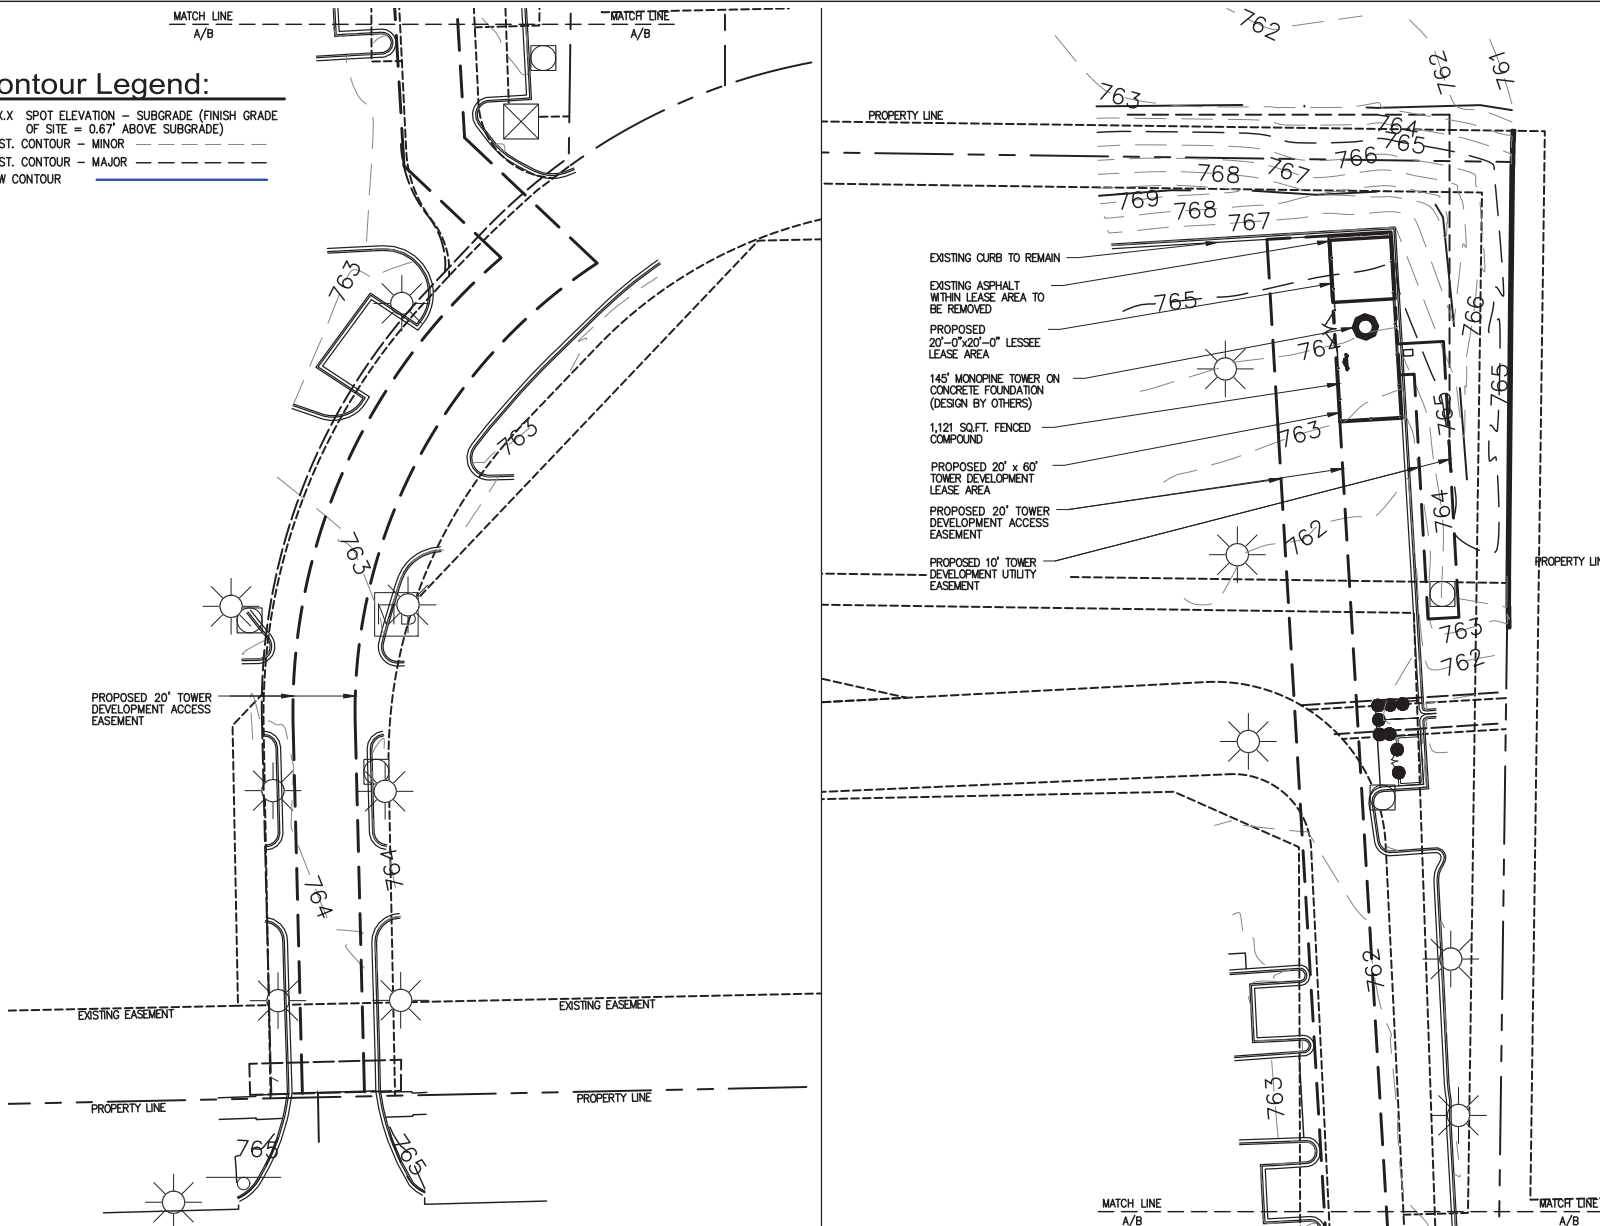 MATCH LINE
A/B
MATCH LINE
A/B
ontour Legend:
X.X SPOT ELEVATION – SUBGRADE (FINISH GRADE
OF SITE = 0.67' ABOVE SUBGRADE)
ST. CONTOUR – MINOR
ST. CONTOUR – MAJOR
W CONTOUR
763
763
763
PROPOSED 20' TOWER
DEVELOPMENT ACCESS
EASEMENT
764
764
EXISTING EASEMENT
EXISTING EASEMENT
PROPERTY LINE
PROPERTY LINE
765
765
762
762
761
763
PROPERTY LINE
764
765
766
767
768
769
768
767
EXISTING CURB TO REMAIN
EXISTING ASPHALT
WITHIN LEASE AREA TO
BE REMOVED
PROPOSED
20'–0"x20'–0" LESSEE
LEASE AREA
145' MONOPINE TOWER ON
CONCRETE FOUNDATION
(DESIGN BY OTHERS)
1,121 SQ.FT. FENCED
COMPOUND
PROPOSED 20' x 60'
TOWER DEVELOPMENT
LEASE AREA
PROPOSED 20' TOWER
DEVELOPMENT ACCESS
EASEMENT
PROPOSED 10' TOWER
DEVELOPMENT UTILITY
EASEMENT
765
764
763
762
766
765
765
764
PROPERTY LIN
763
762
762
763
MATCH LINE
A/B
MATCH LINE
A/B